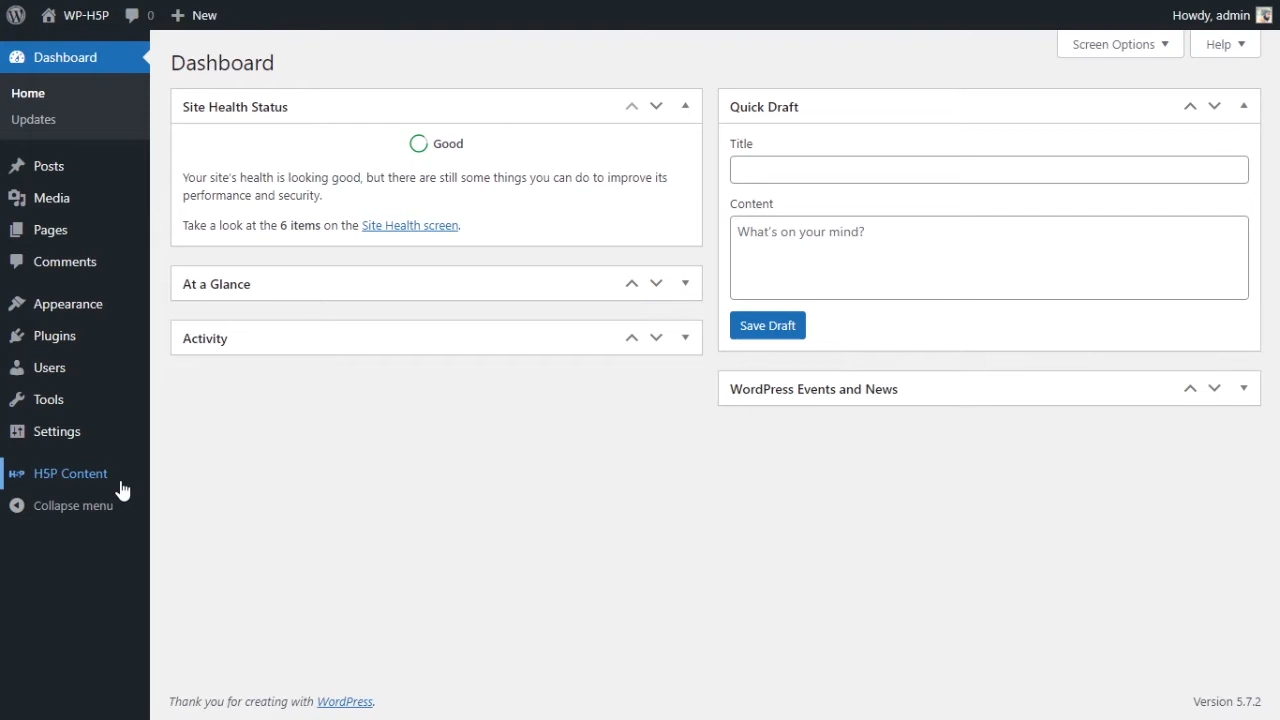 WP-H5P 0 New Howdy, admin
Dashboard
Home
Updates
Posts
Media
Pages
Comments
Appearance
Plugins
Users
Tools
Settings
H5P H5P Content
Collapse menu
Screen Options Help
Dashboard
Site Health Status
Good
Your site's health is looking good, but there are still some things you can do to improve its
performance and security.
Take a look at the 6 items on the Site Health screen.
At a Glance
Activity
Quick Draft
Title
Content
What's on your mind?
Save Draft
WordPress Events and News
Thank you for creating with WordPress.
Version 5.7.2